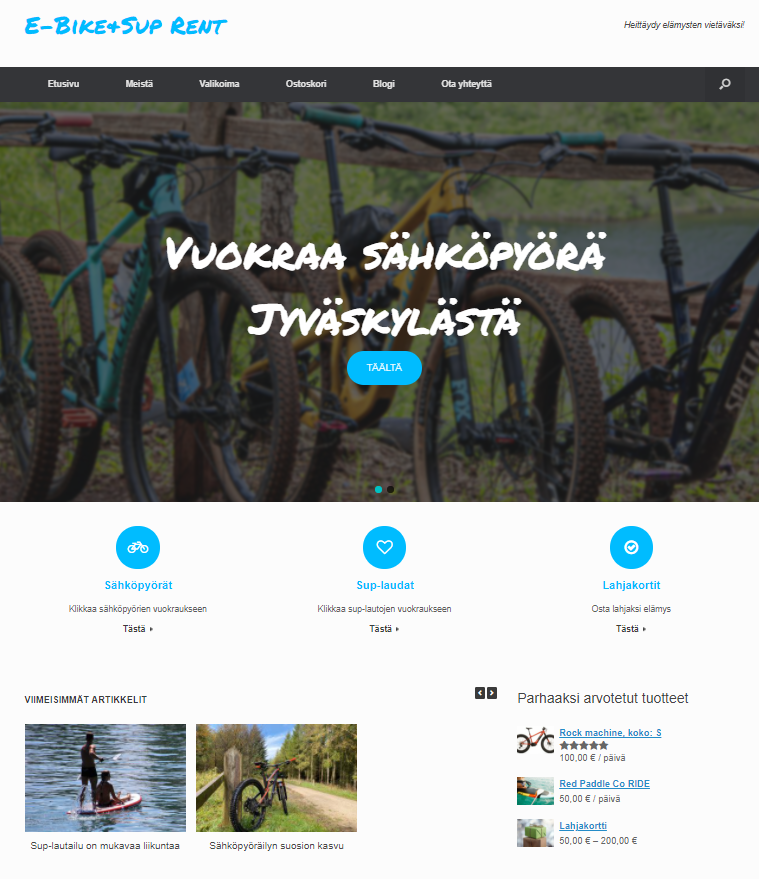 E-Bike&Sup Rent
Heittäydy elämysten vietäväksi!
Etusivu Meistä Valikoima Ostoskori Blogi Ota yhteyttä
Vuokraa sähköpyörä
Jyväskylästä
TÄÄLTÄ
Sähköpyörät
Klikkaa sähköpyörien vuokraukseen
Tästä
Sup-laudat
Klikkaa sup-lautojen vuokraukseen
Tästä
Lahjakortit
Osta lahjaksi elämys
Tästä
VIIMEISIMMÄT ARTIKKELIT
Sup-lautailu on mukavaa liikuntaa
Sähköpyöräilyn suosion kasvu
Parhaaksi arvotetut tuotteet
Rock machine, koko: S
100,00 € / päivä
Red Paddle Co RIDE
50,00 € / päivä
Lahjakortti
50,00 € – 200,00 €